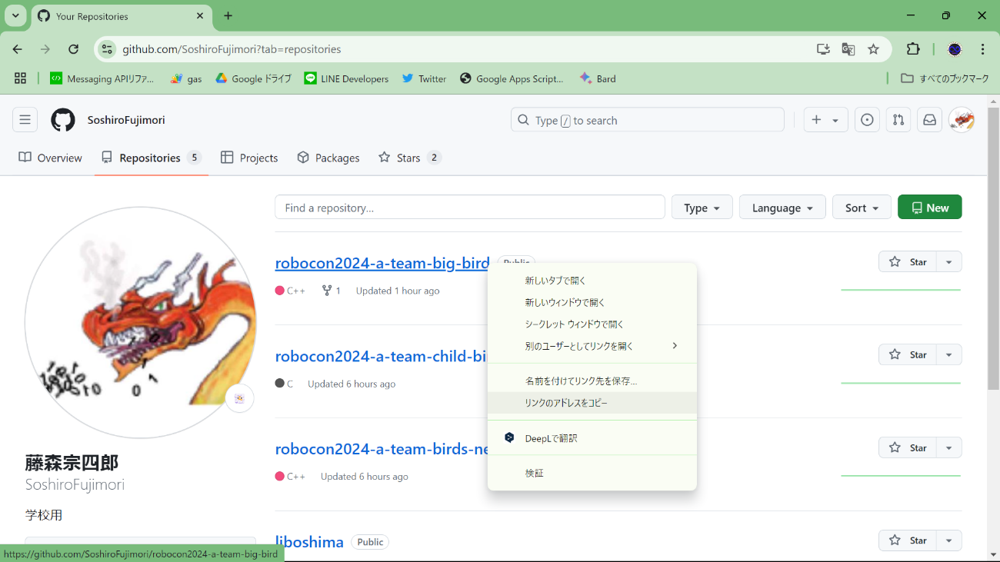 Your Repositories
github.com/SoshiroFujimori?tab=repositories
Messaging APIリファ...
gas
Google ドライブ
LINE Developers
Twitter
Google Apps Script...
Bard
すべてのブックマーク
SoshiroFujimori
Type / to search
Overview
Repositories 5
Projects
Packages
Stars 2
Find a repository...
Type
Language
Sort
New
robocon2024-a-team-big-bird Public
Star
C++ 1 Updated 1 hour ago
新しいタブで開く
新しいウィンドウで開く
シークレット ウィンドウで開く
別のユーザーとしてリンクを開く
名前を付けてリンク先を保存...
リンクのアドレスをコピー
DeepLで翻訳
検証
robocon2024-a-team-child-bi
Star
C Updated 6 hours ago
robocon2024-a-team-birds-ne
Star
C++ Updated 6 hours ago
藤森宗四郎
SoshiroFujimori
学校用
liboshima Public
Star
https://github.com/SoshiroFujimori/robocon2024-a-team-big-bird